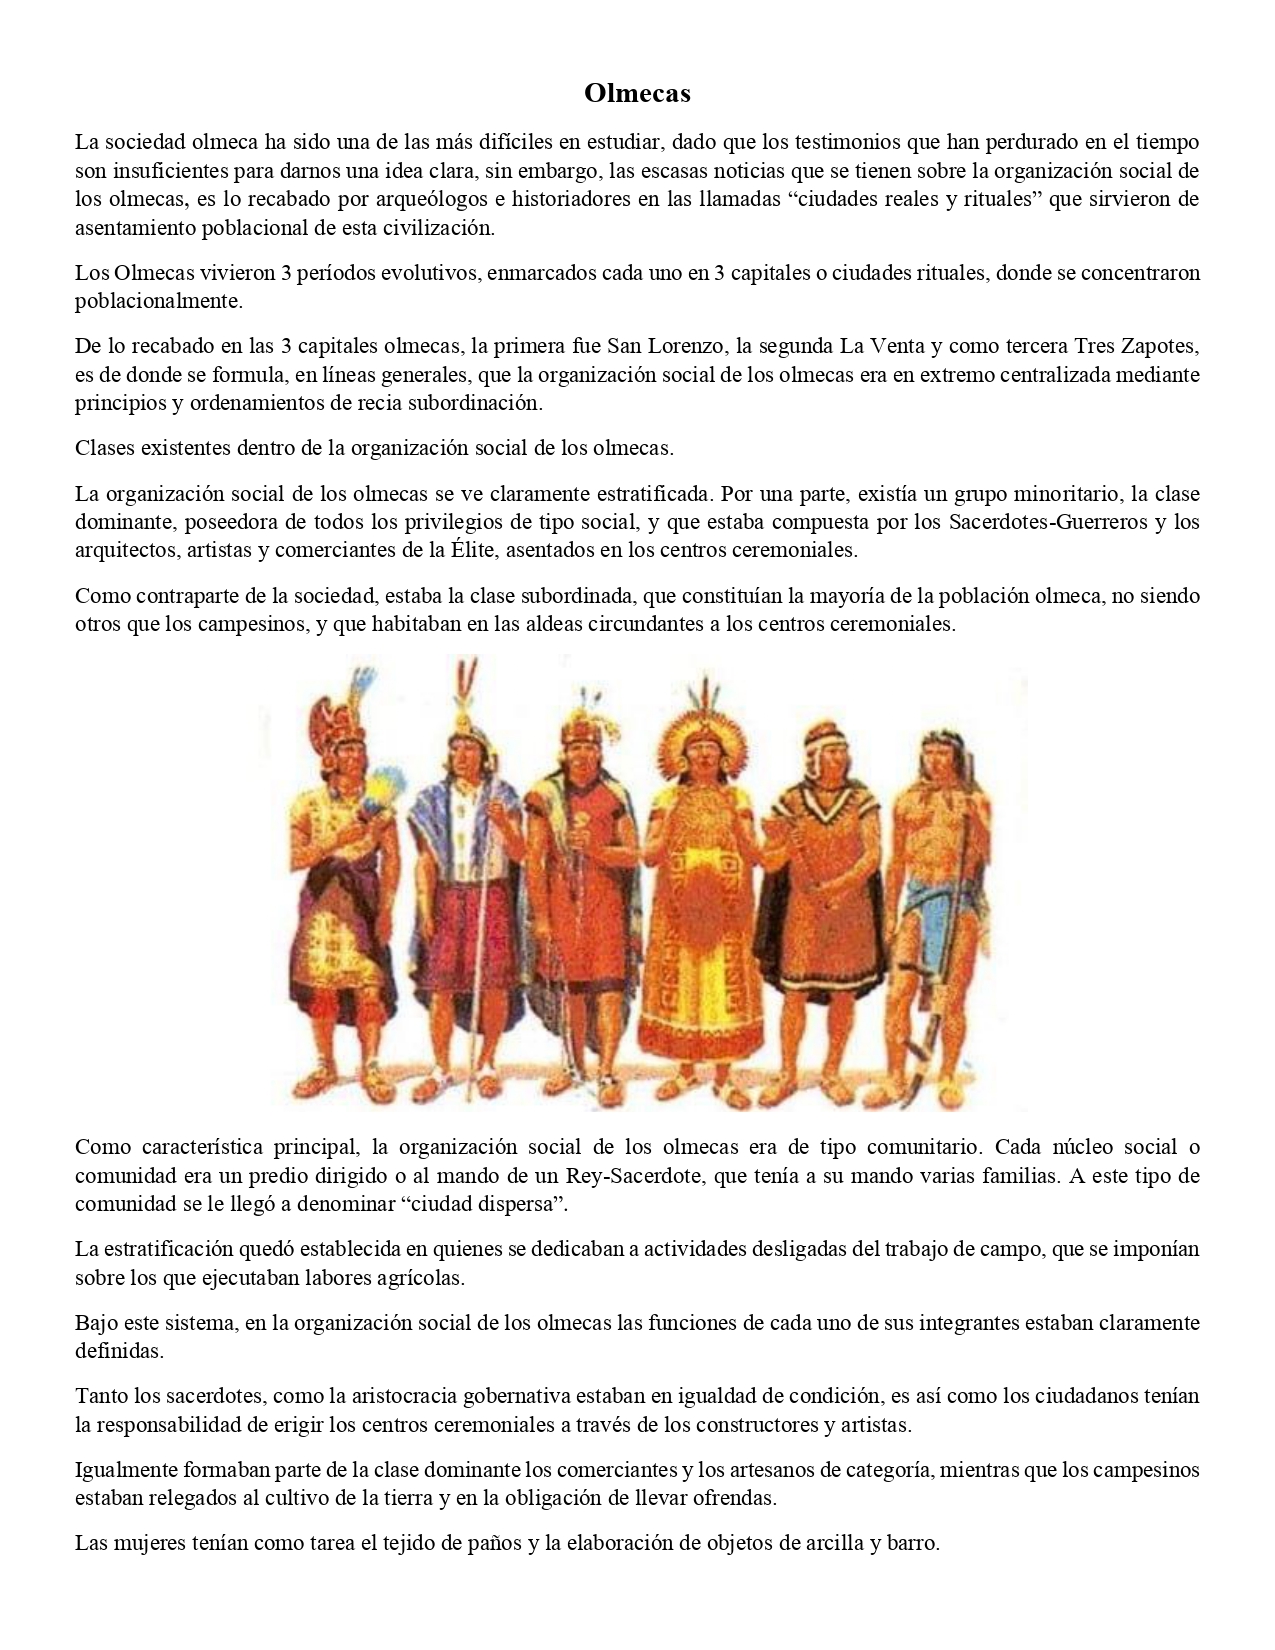 Olmecas
La sociedad olmeca ha sido una de las más difíciles en estudiar, dado que los testimonios que han perdurado en el tiempo
son insuficientes para darnos una idea clara, sin embargo, las escasas noticias que se tienen sobre la organización social de
los olmecas, es lo recabado por arqueólogos e historiadores en las llamadas “ciudades reales y rituales” que sirvieron de
asentamiento poblacional de esta civilización.
Los Olmecas vivieron 3 períodos evolutivos, enmarcados cada uno en 3 capitales o ciudades rituales, donde se concentraron
poblacionalmente.
De lo recabado en las 3 capitales olmecas, la primera fue San Lorenzo, la segunda La Venta y como tercera Tres Zapotes,
es de donde se formula, en líneas generales, que la organización social de los olmecas era en extremo centralizada mediante
principios y ordenamientos de recia subordinación.
Clases existentes dentro de la organización social de los olmecas.
La organización social de los olmecas se ve claramente estratificada. Por una parte, existía un grupo minoritario, la clase
dominante, poseedora de todos los privilegios de tipo social, y que estaba compuesta por los Sacerdotes-Guerreros y los
arquitectos, artistas y comerciantes de la Élite, asentados en los centros ceremoniales.
Como contraparte de la sociedad, estaba la clase subordinada, que constituían la mayoría de la población olmeca, no siendo
otros que los campesinos, y que habitaban en las aldeas circundantes a los centros ceremoniales.
Como característica principal, la organización social de los olmecas era de tipo comunitario. Cada núcleo social o
comunidad era un predio dirigido o al mando de un Rey-Sacerdote, que tenía a su mando varias familias. A este tipo de
comunidad se le llegó a denominar “ciudad dispersa”.
La estratificación quedó establecida en quienes se dedicaban a actividades desligadas del trabajo de campo, que se imponían
sobre los que ejecutaban labores agrícolas.
Bajo este sistema, en la organización social de los olmecas las funciones de cada uno de sus integrantes estaban claramente
definidas.
Tanto los sacerdotes, como la aristocracia gobernativa estaban en igualdad de condición, es así como los ciudadanos tenían
la responsabilidad de erigir los centros ceremoniales a través de los constructores y artistas.
Igualmente formaban parte de la clase dominante los comerciantes y los artesanos de categoría, mientras que los campesinos
estaban relegados al cultivo de la tierra y en la obligación de llevar ofrendas.
Las mujeres tenían como tarea el tejido de paños y la elaboración de objetos de arcilla y barro.